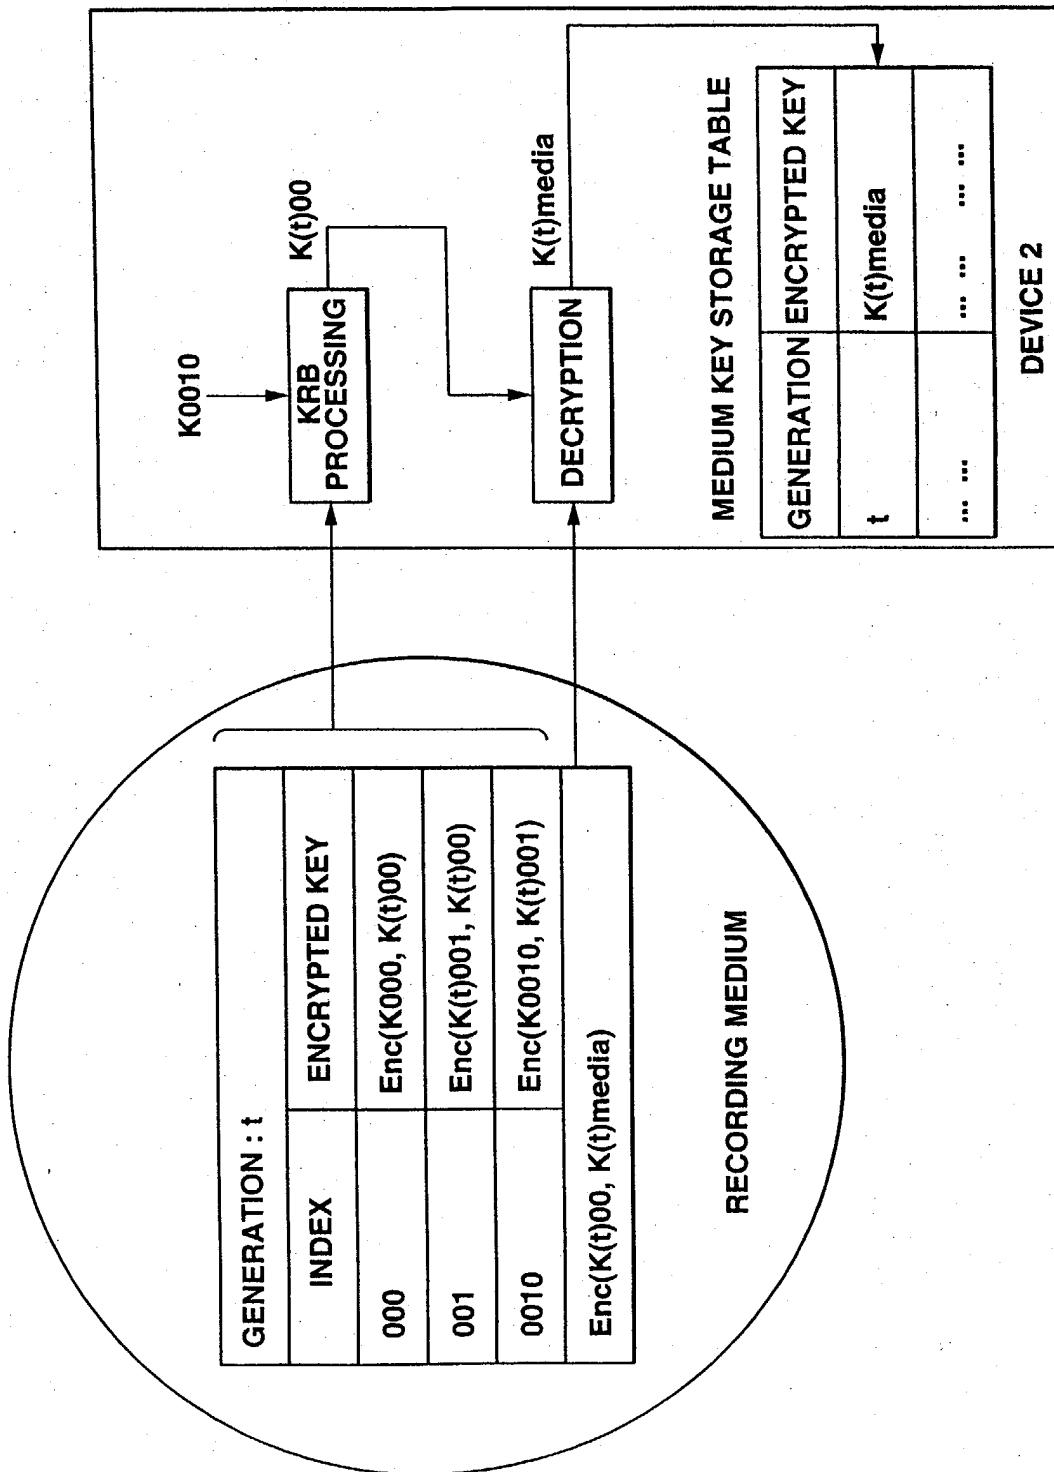 GENERATION : t
INDEX ENCRYPTED KEY
000 Enc(K000, K(t)00)
001 Enc(K(t)001, K(t)00)
0010 Enc(K0010, K(t)001)
Enc(K(t)00, K(t)media)
RECORDING MEDIUM
K0010
KRB
PROCESSING
K(t)00
DECRYPTION
K(t)media
MEDIUM KEY STORAGE TABLE
GENERATION ENCRYPTED KEY
t K(t)media
... ... ... ... ... ...
DEVICE 2